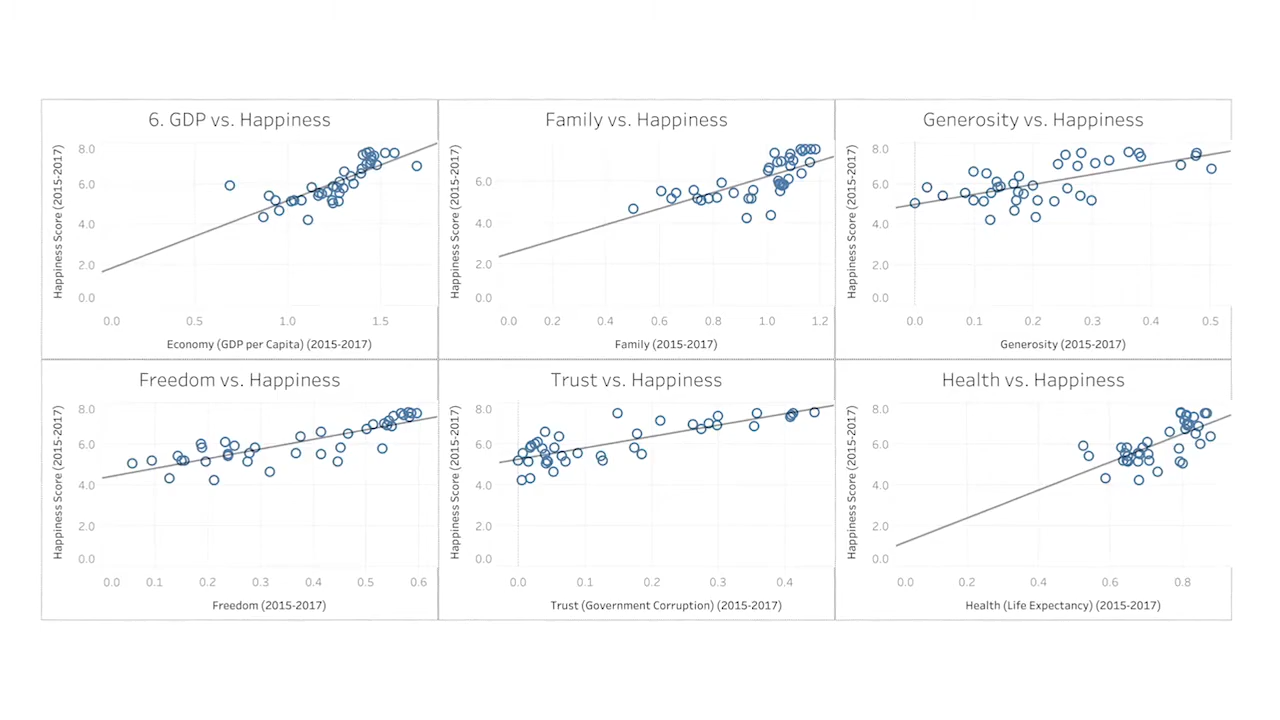 6. GDP vs. Happiness
Happiness Score (2015-2017)
8.0
6.0
4.0
2.0
0.0
0.0 0.5 1.0 1.5
Economy (GDP per Capita) (2015-2017)
Family vs. Happiness
Happiness Score (2015-2017)
6.0
4.0
2.0
0.0
0.0 0.2 0.4 0.6 0.8 1.0 1.2
Family (2015-2017)
Generosity vs. Happiness
Happiness Score (2015-2017)
8.0
6.0
4.0
2.0
0.0
0.0 0.1 0.2 0.3 0.4 0.5
Generosity (2015-2017)
Freedom vs. Happiness
Happiness Score (2015-2017)
8.0
6.0
4.0
2.0
0.0
0.0 0.1 0.2 0.3 0.4 0.5 0.6
Freedom (2015-2017)
Trust vs. Happiness
Happiness Score (2015-2017)
8.0
6.0
4.0
2.0
0.0
0.0 0.1 0.2 0.3 0.4
Trust (Government Corruption) (2015-2017)
Health vs. Happiness
Happiness Score (2015-2017)
8.0
6.0
4.0
2.0
0.0
0.0 0.2 0.4 0.6 0.8
Health (Life Expectancy) (2015-2017)